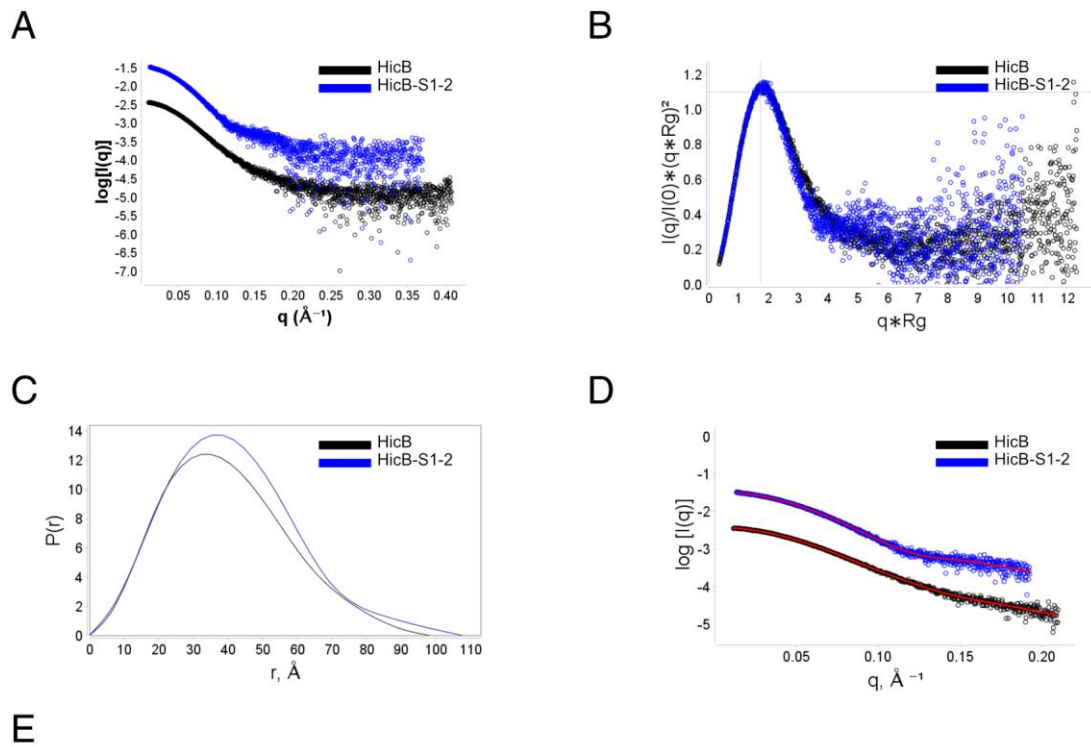 A
log[I(q)]
-1.5
-2.0
-2.5
-3.0
-3.5
-4.0
-4.5
-5.0
-5.5
-6.0
-6.5
-7.0
HicB
HicB-S1-2
0.05 0.10 0.15 0.20 0.25 0.30 0.35 0.40
q (Å⁻¹)
B
I(q)/I(0)*(q*Rg)²
1.2
1.0
0.8
0.6
0.4
0.2
0.0
HicB
HicB-S1-2
0 1 2 3 4 5 6 7 8 9 10 11 12
q*Rg
C
P(r)
14
12
10
8
6
4
2
0
HicB
HicB-S1-2
0 10 20 30 40 50 60 70 80 90 100 110
r, Å
D
log [I(q)]
0
-1
-2
-3
-4
-5
HicB
HicB-S1-2
0.05 0.10 0.15 0.20
q, Å ⁻¹
E